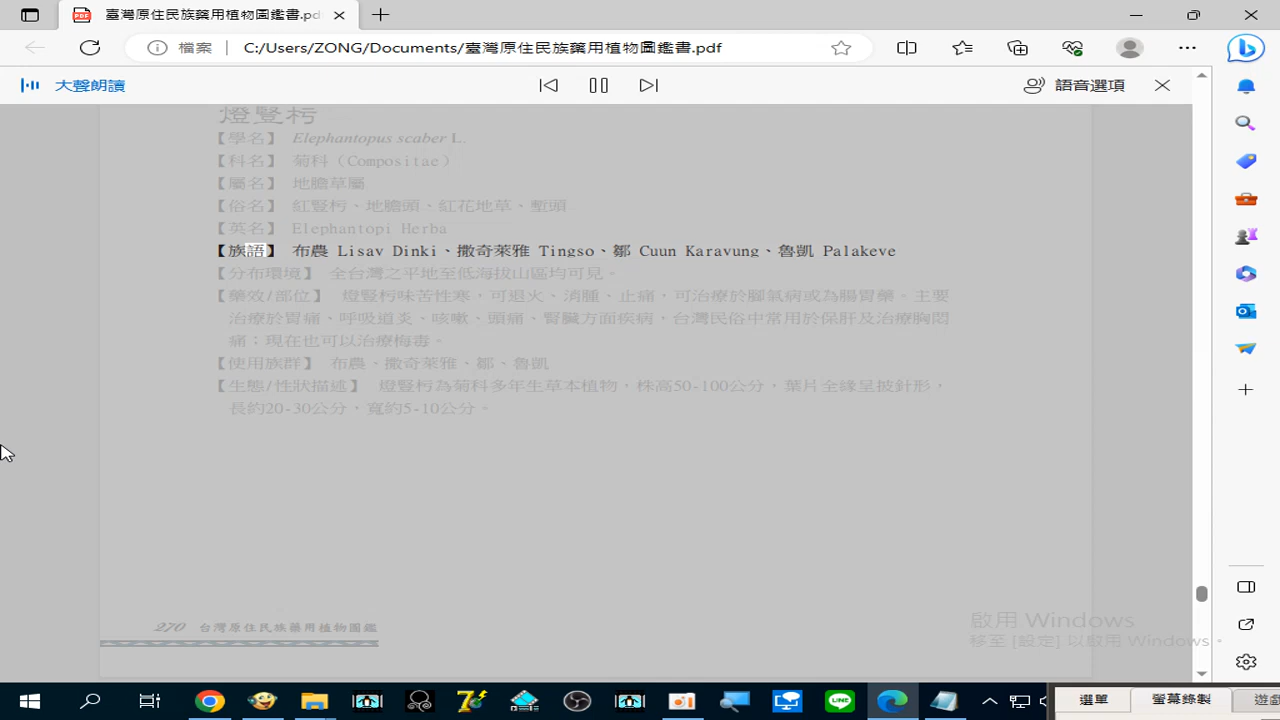 臺灣原住民族藥用植物圖鑑書.pd
檔案
C:/Users/ZONG/Documents/臺灣原住民族藥用植物圖鑑書.pdf
大聲朗讀
語音選項
燈豎杇
【學名】 Elephantopus scaber L.
【科名】 菊科（Compositae）
【屬名】 地膽草屬
【俗名】 紅豎杇、地膽頭、紅花地草、墼頭
【英名】 Elephantopi Herba
【族語】 布農 Lisav Dinki、撒奇萊雅 Tingso、鄒 Cuun Karavung、魯凱 Palakeve
【分布環境】 全台灣之平地至低海拔山區均可見。
【藥效/部位】 燈豎杇味苦性寒，可退火、消腫、止痛，可治療於腳氣病或為腸胃藥。主要
治療於胃痛、呼吸道炎、咳嗽、頭痛、腎臟方面疾病，台灣民俗中常用於保肝及治療胸悶
痛；現在也可以治療梅毒。
【使用族群】 布農、撒奇萊雅、鄒、魯凱
【生態/性狀描述】 燈豎杇為菊科多年生草本植物，株高50-100公分，葉片全緣呈披針形，
長約20-30公分，寬約5-10公分。
270 台灣原住民族藥用植物圖鑑
啟用 Windows
移至 [設定] 以啟用 Windows。
選單
螢幕錄製
遊戲